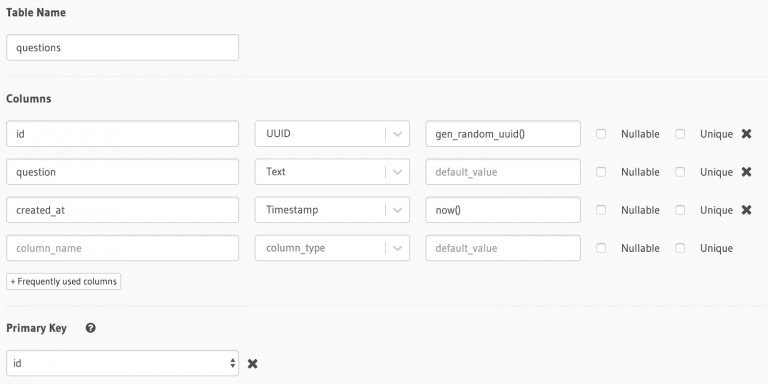 Table Name
questions
Columns
id UUID gen_random_uuid() Nullable Unique
question Text default_value Nullable Unique
created_at Timestamp now() Nullable Unique
column_name column_type default_value Nullable Unique
+ Frequently used columns
Primary Key ?
id